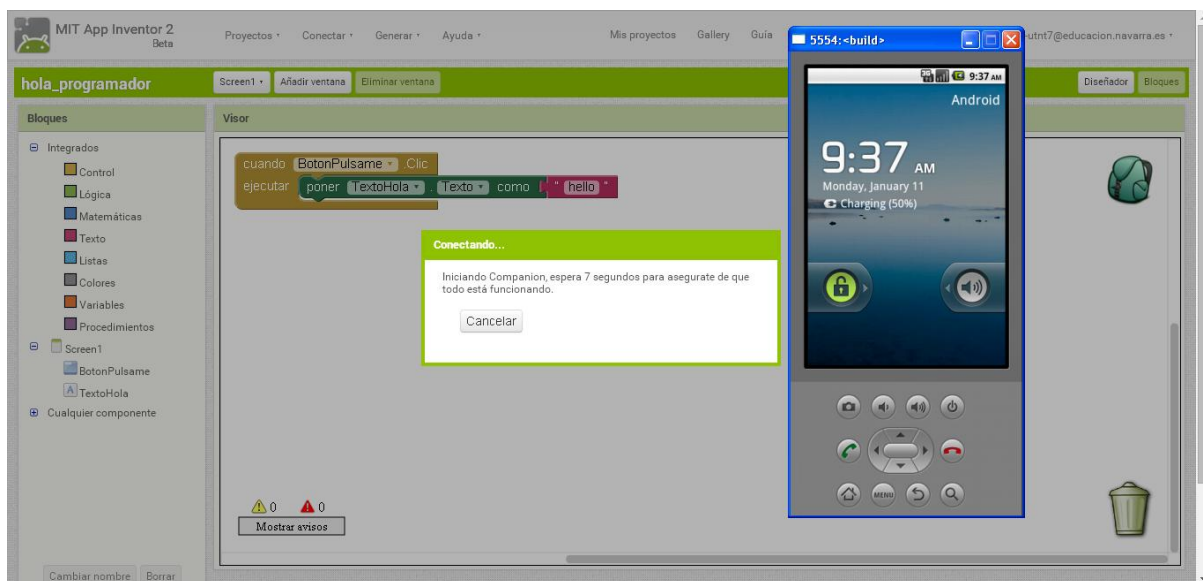 MIT App Inventor 2
Beta
Proyectos Conectar Generar Ayuda Mis proyectos Gallery Guía
-utnt7@educacion.navarra.es
5554:<build>
hola_programador
Screen1 Añadir ventana Eliminar ventana Diseñador Bloques
Bloques
Visor
Integrados
Control
Lógica
Matemáticas
Texto
Listas
Colores
Variables
Procedimientos
Screen1
BotonPulsame
TextoHola
Cualquier componente
Cambiar nombre Borrar
cuando BotonPulsame . Clic
ejecutar poner TextoHola . Texto como " hello "
Conectando...
Iniciando Companion, espera 7 segundos para asegurate de que
todo está funcionando.
Cancelar
0 0
Mostrar avisos
9:37 AM
Android
9:37 AM
Monday, January 11
Charging (50%)
MENU